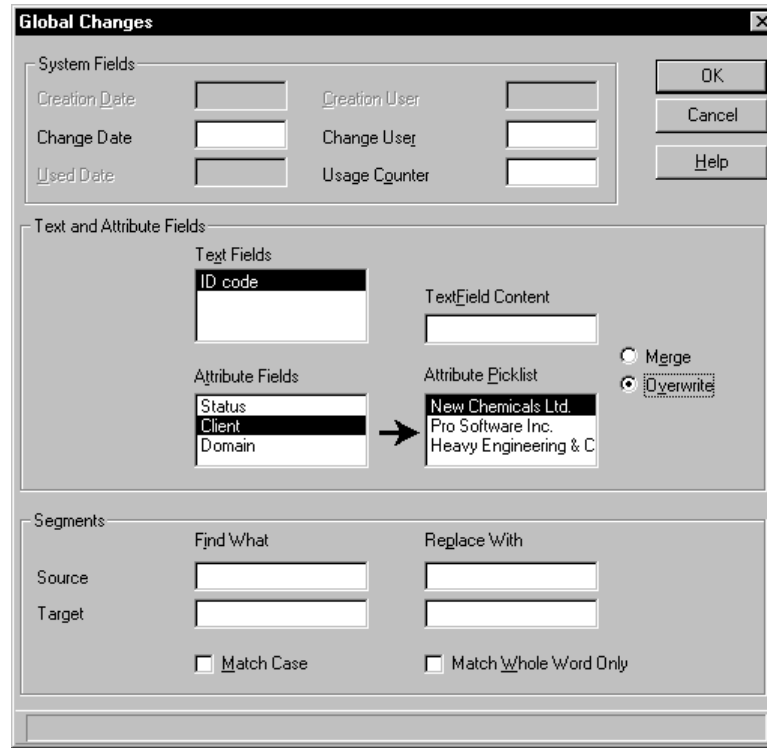 Global Changes
System Fields
Creation Date
Creation User
Change Date
Change User
Used Date
Usage Counter
OK
Cancel
Help
Text and Attribute Fields
Text Fields
ID code
TextField Content
Attribute Fields
Status
Client
Domain
Attribute Picklist
New Chemicals Ltd.
Pro Software Inc.
Heavy Engineering & C
Merge
Overwrite
Segments
Find What
Replace With
Source
Target
Match Case
Match Whole Word Only